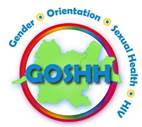 Gender • Orientation • Sexual Health • HIV
GOSHH